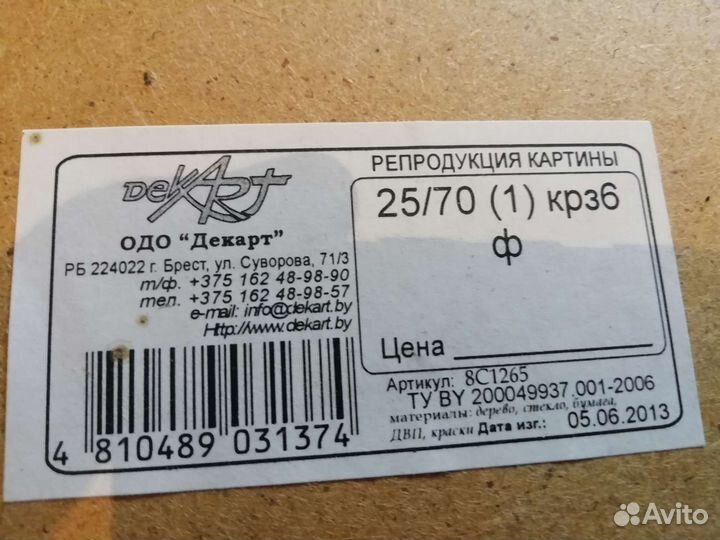 DekART
ОДО "Декарт"
РБ 224022 г. Брест, ул. Суворова, 71/3
т/ф. +375 162 48-98-90
тел. +375 162 48-98-57
e-mail: info@dekart.by
Http://www.dekart.by
4 810489 031374
РЕПРОДУКЦИЯ КАРТИНЫ
25/70 (1) крз6
ф
Цена
Артикул: 8С1265
ТУ BY 200049937.001-2006
материалы: дерево, стекло, бумага,
ДВП, краски Дата изг.: 05.06.2013
Avito